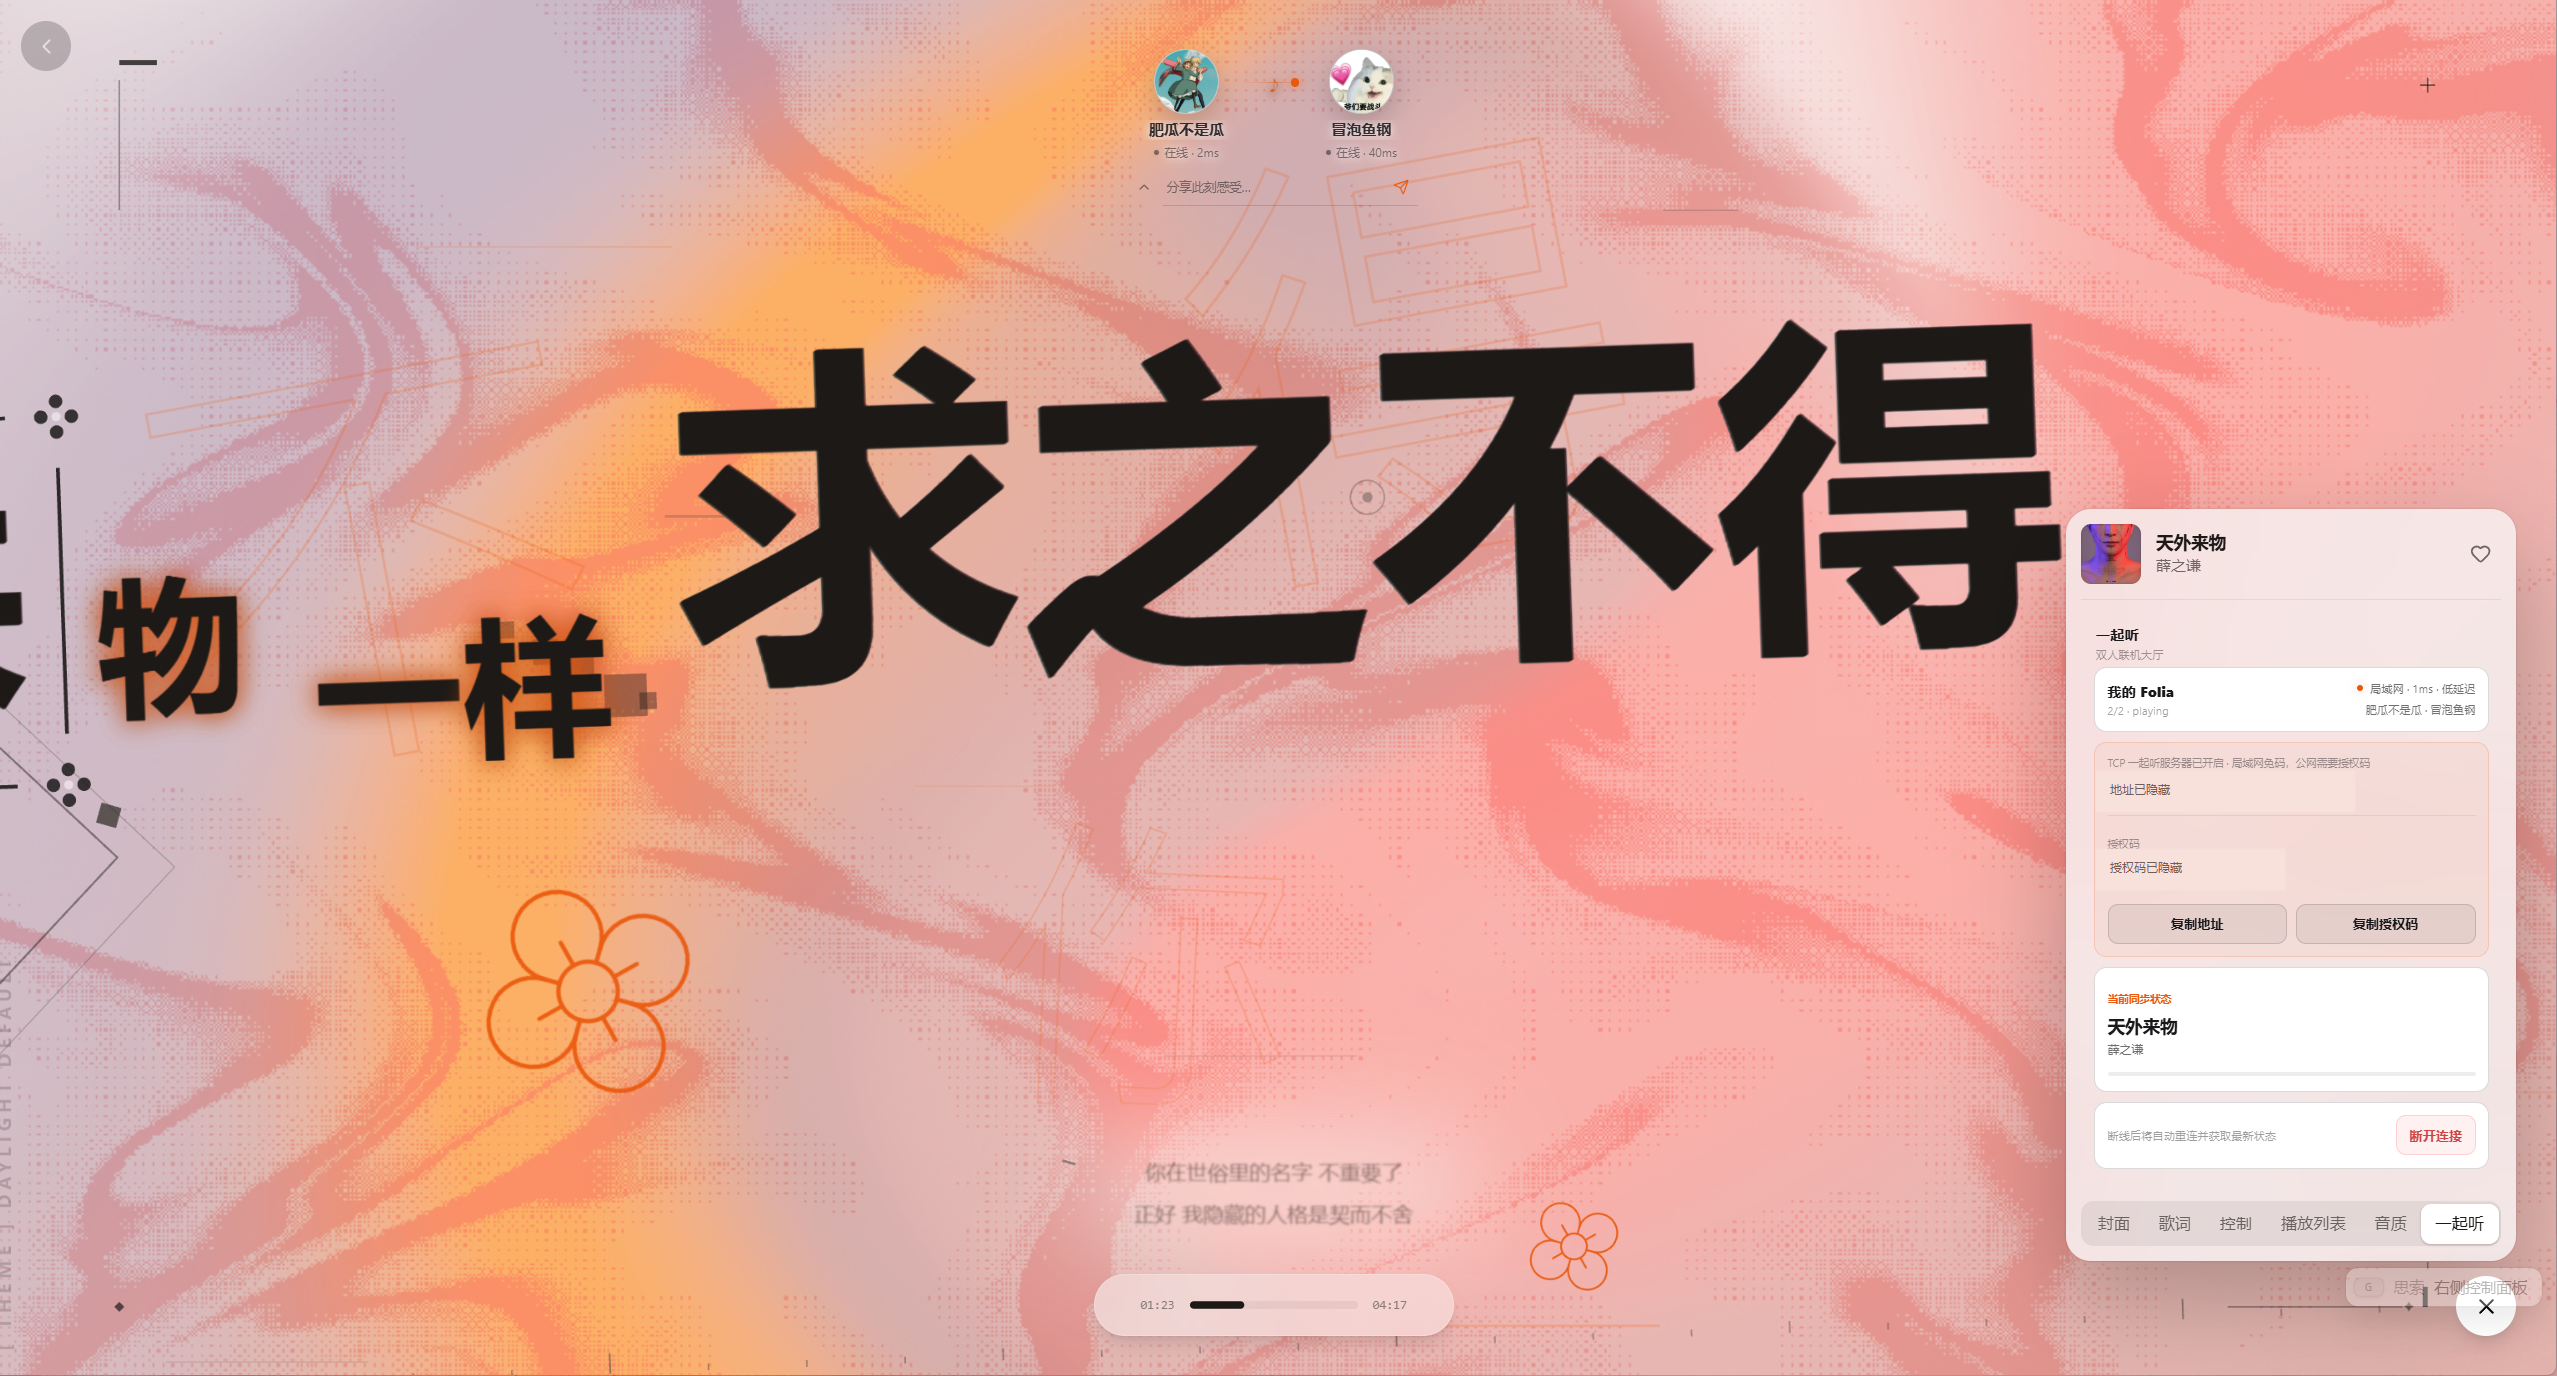 肥瓜不是瓜
在线 · 2ms
冒泡鱼钢
爷们要战斗
在线 · 40ms
分享此刻感受...
物
一样
求之不得
[ THEME ] DAYLIGHT DEFAULT
天外来物
薛之谦
一起听
双人联机大厅
我的 Folia
2/2 · playing
局域网 · 1ms · 低延迟
肥瓜不是瓜 · 冒泡鱼钢
TCP 一起听服务器已开启 · 局域网免码，公网需要授权码
地址已隐藏
授权码
授权码已隐藏
复制地址
复制授权码
当前同步状态
天外来物
薛之谦
断线后将自动重连并获取最新状态
断开连接
封面 歌词 控制 播放列表 音质 一起听
G 思索 右侧控制面板
你在世俗里的名字 不重要了
正好 我隐藏的人格是契而不舍
01:23
04:17